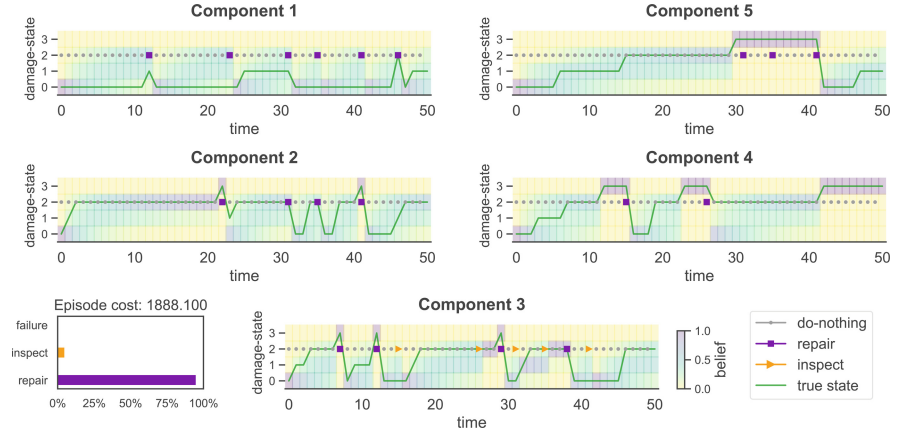 Component 1
damage-state
3
2
1
0
0 10 20 30 40 50
time
Component 5
damage-state
3
2
1
0
0 10 20 30 40 50
time
Component 2
damage-state
3
2
1
0
0 10 20 30 40 50
time
Component 4
damage-state
3
2
1
0
0 10 20 30 40 50
time
Episode cost: 1888.100
failure
inspect
repair
0% 25% 50% 75% 100%
Component 3
damage-state
3
2
1
0
0 10 20 30 40 50
time
1.0
0.5
0.0
belief
do-nothing
repair
inspect
true state